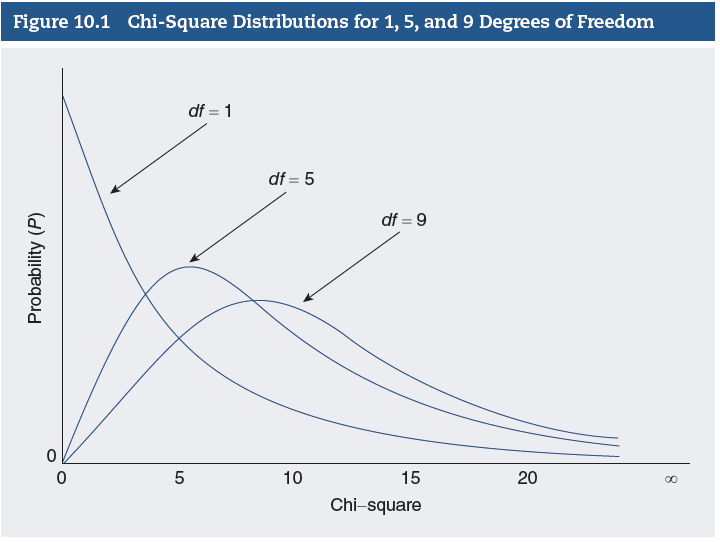 Figure 10.1 Chi-Square Distributions for 1, 5, and 9 Degrees of Freedom
df = 1
df = 5
df = 9
Probability (P)
0
0 5 10 15 20 ∞
Chi–square